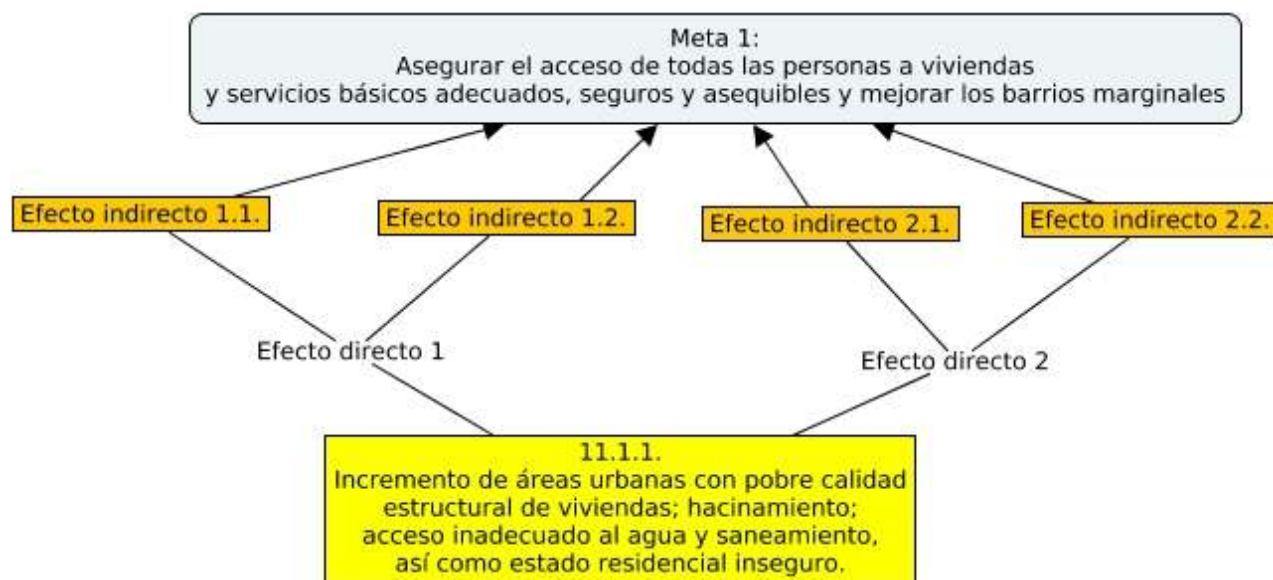 Meta 1:
Asegurar el acceso de todas las personas a viviendas
y servicios básicos adecuados, seguros y asequibles y mejorar los barrios marginales
Efecto indirecto 1.1.
Efecto indirecto 1.2.
Efecto indirecto 2.1.
Efecto indirecto 2.2.
Efecto directo 1
Efecto directo 2
11.1.1.
Incremento de áreas urbanas con pobre calidad
estructural de viviendas; hacinamiento;
acceso inadecuado al agua y saneamiento,
así como estado residencial inseguro.